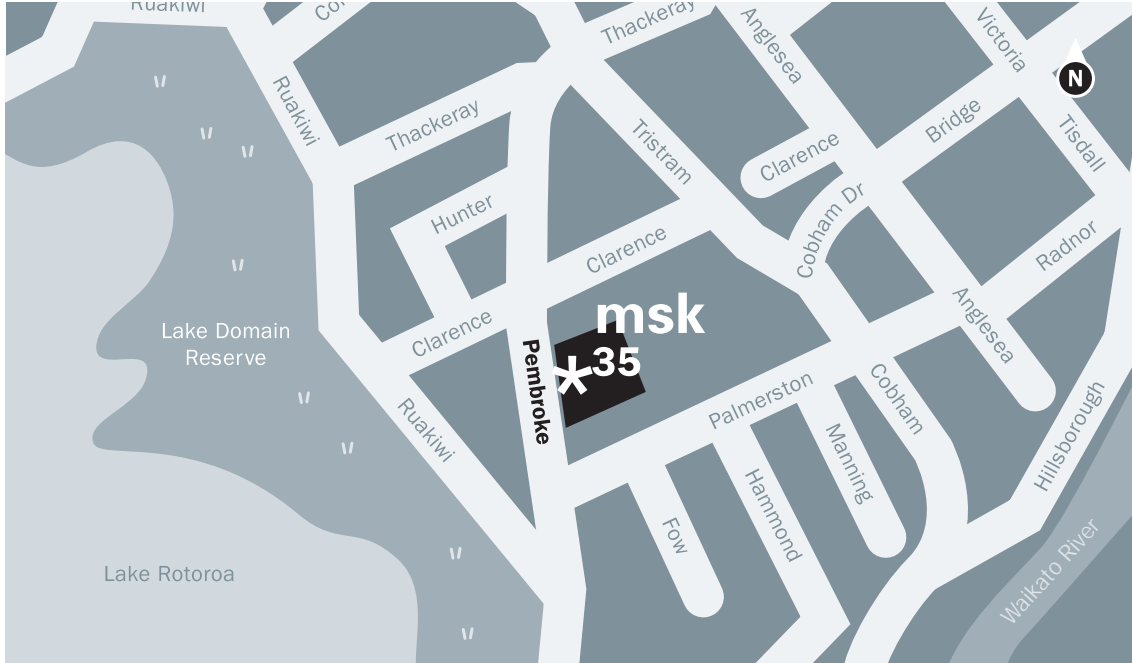 Ruakiwi
Thackeray
Anglesea
Victoria
N
Ruakiwi
Thackeray
Tristram
Clarence
Bridge
Tisdall
Hunter
Clarence
Cobham Dr
Radnor
Lake Domain
Reserve
Clarence
msk
35
Pembroke
Anglesea
Ruakiwi
Palmerston
Cobham
Manning
Hillsborough
Hammond
Fow
Lake Rotoroa
Waikato River